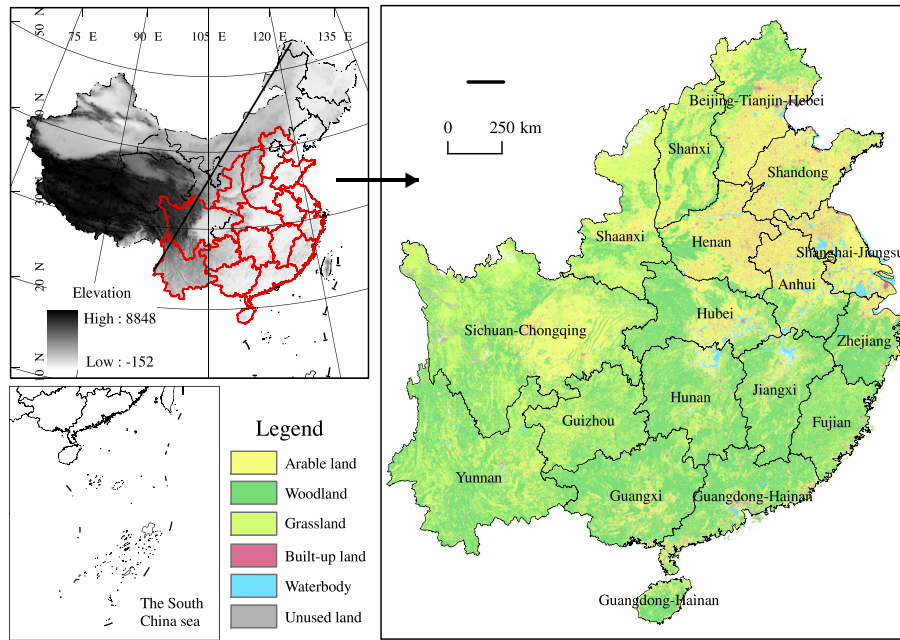 75 E 90 E 105 E 120 E 135 E
50 N
40 N
30 N
20 N
10 N
Elevation
High : 8848
Low : -152
The South
China sea
Legend
Arable land
Woodland
Grassland
Built-up land
Waterbody
Unused land
0 250 km
Beijing-Tianjin-Hebei
Shanxi
Shandong
Shaanxi
Henan
Shanghai-Jiangsu
Anhui
Hubei
Sichuan-Chongqing
Zhejiang
Hunan
Jiangxi
Guizhou
Fujian
Yunnan
Guangxi
Guangdong-Hainan
Guangdong-Hainan